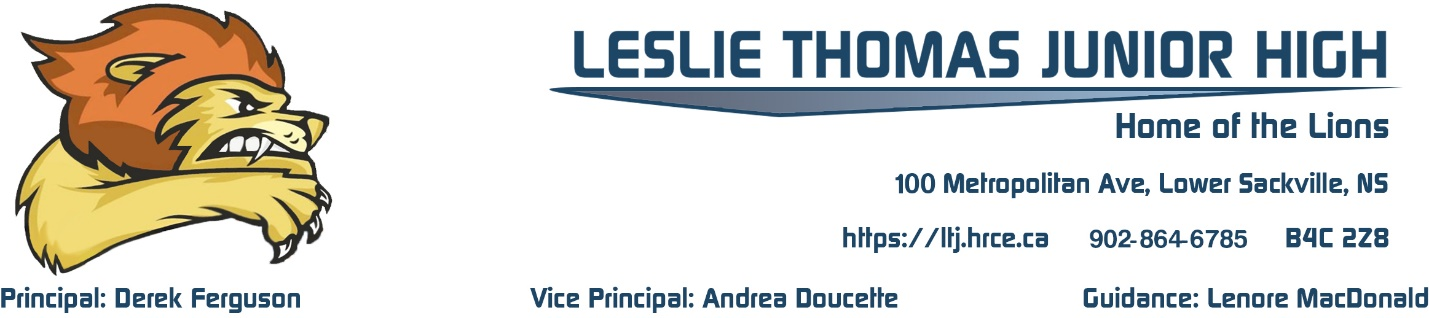 LESLIE THOMAS JUNIOR HIGH
Home of the Lions
100 Metropolitan Ave, Lower Sackville, NS
https://ltj.hrce.ca 902-864-6785 B4C 2Z8
Principal: Derek Ferguson Vice Principal: Andrea Doucette Guidance: Lenore MacDonald